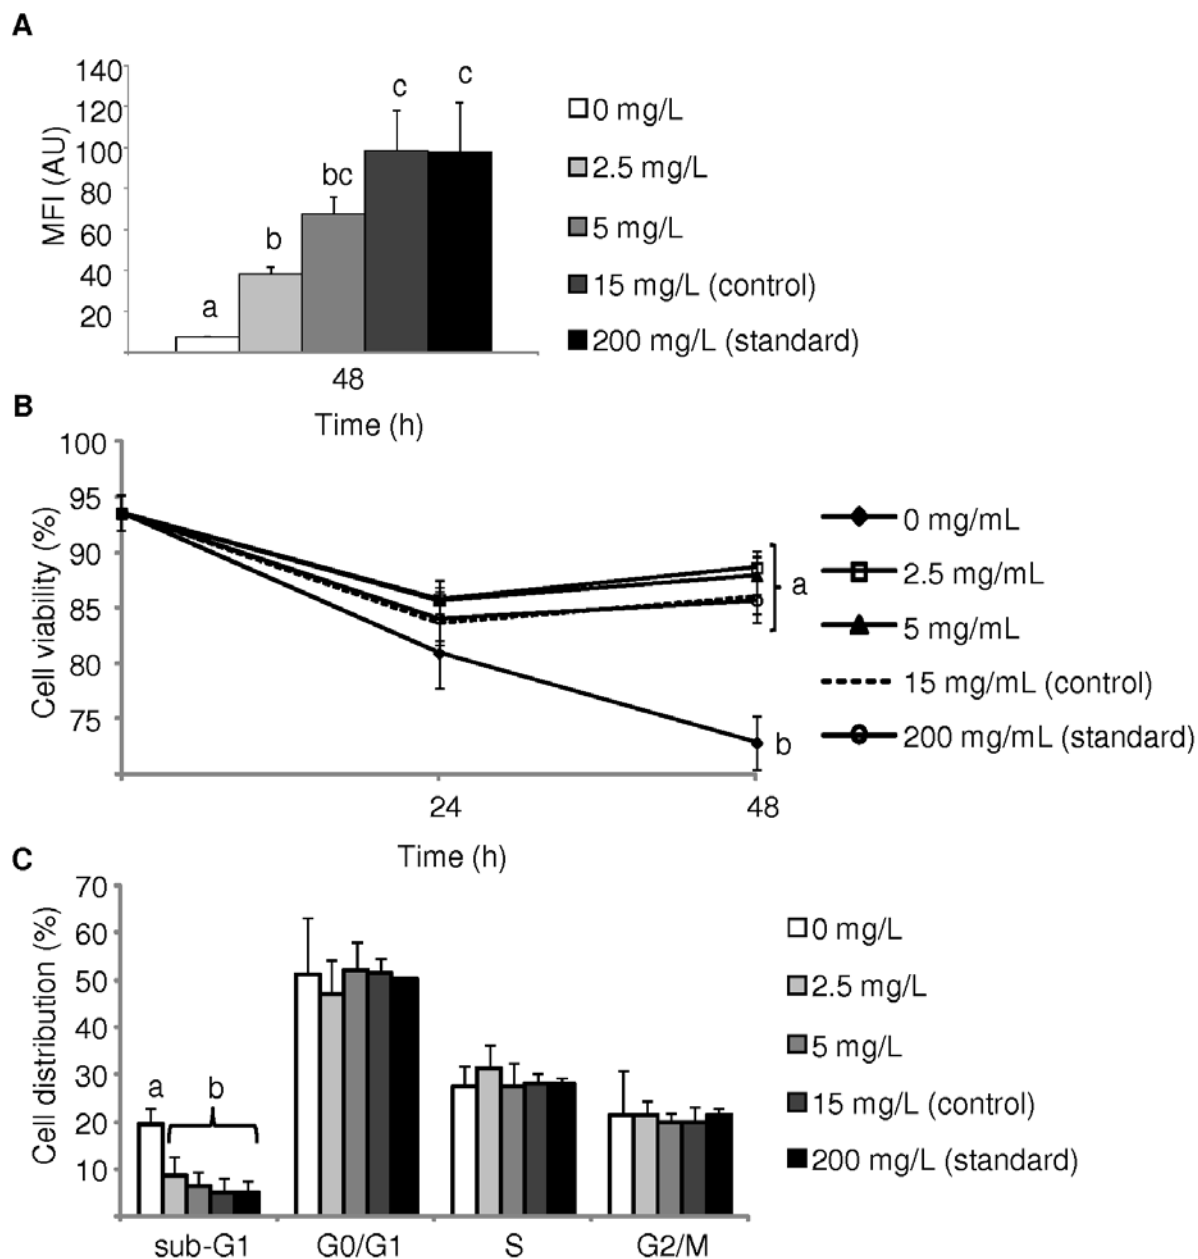 A
140
120
100
80
60
40
20
MFI (AU)
a
b
bc
c
c
48
Time (h)
0 mg/L
2.5 mg/L
5 mg/L
15 mg/L (control)
200 mg/L (standard)
B
100
95
90
85
80
75
Cell viability (%)
a
b
24
48
Time (h)
0 mg/mL
2.5 mg/mL
5 mg/mL
15 mg/mL (control)
200 mg/mL (standard)
C
70
60
50
40
30
20
10
Cell distribution (%)
a
b
sub-G1
G0/G1
S
G2/M
0 mg/L
2.5 mg/L
5 mg/L
15 mg/L (control)
200 mg/L (standard)